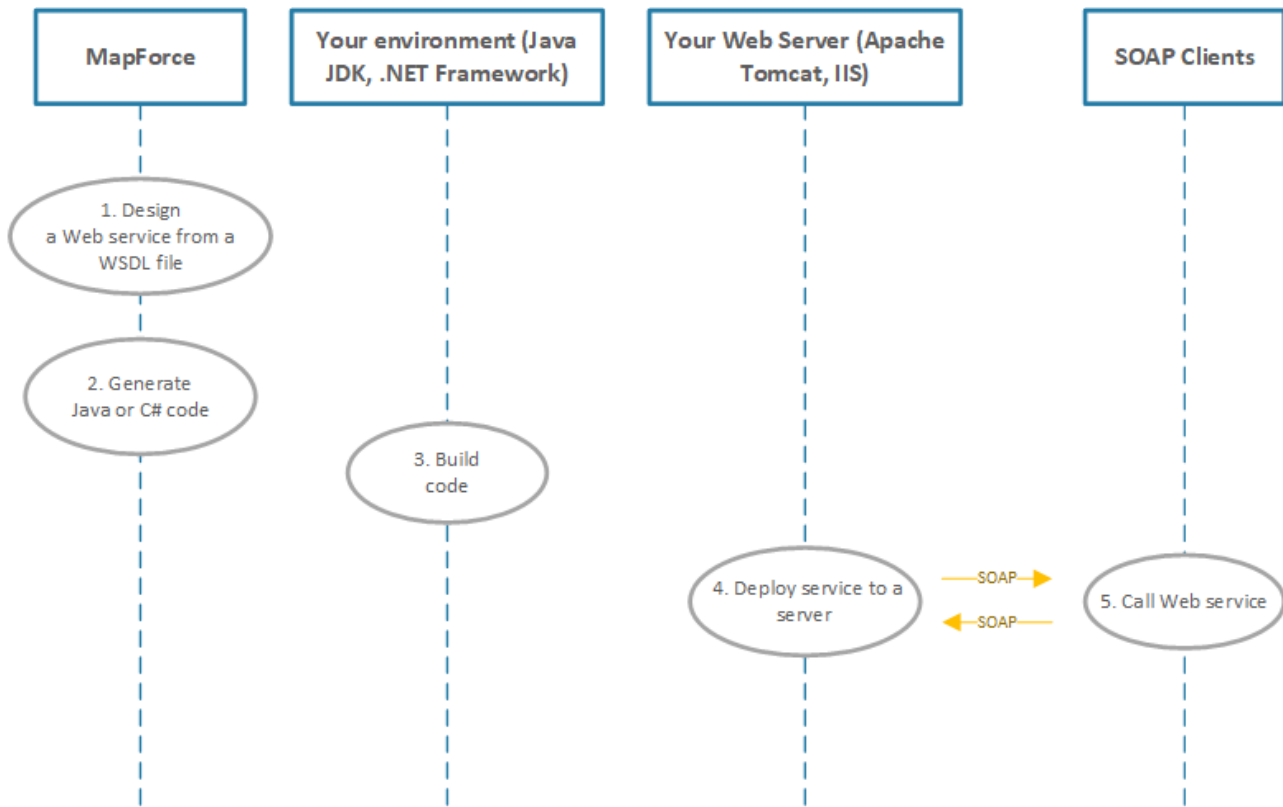 MapForce
Your environment (Java
JDK, .NET Framework)
Your Web Server (Apache
Tomcat, IIS)
SOAP Clients
1. Design
a Web service from a
WSDL file
2. Generate
Java or C# code
3. Build
code
4. Deploy service to a
server
SOAP
SOAP
5. Call Web service